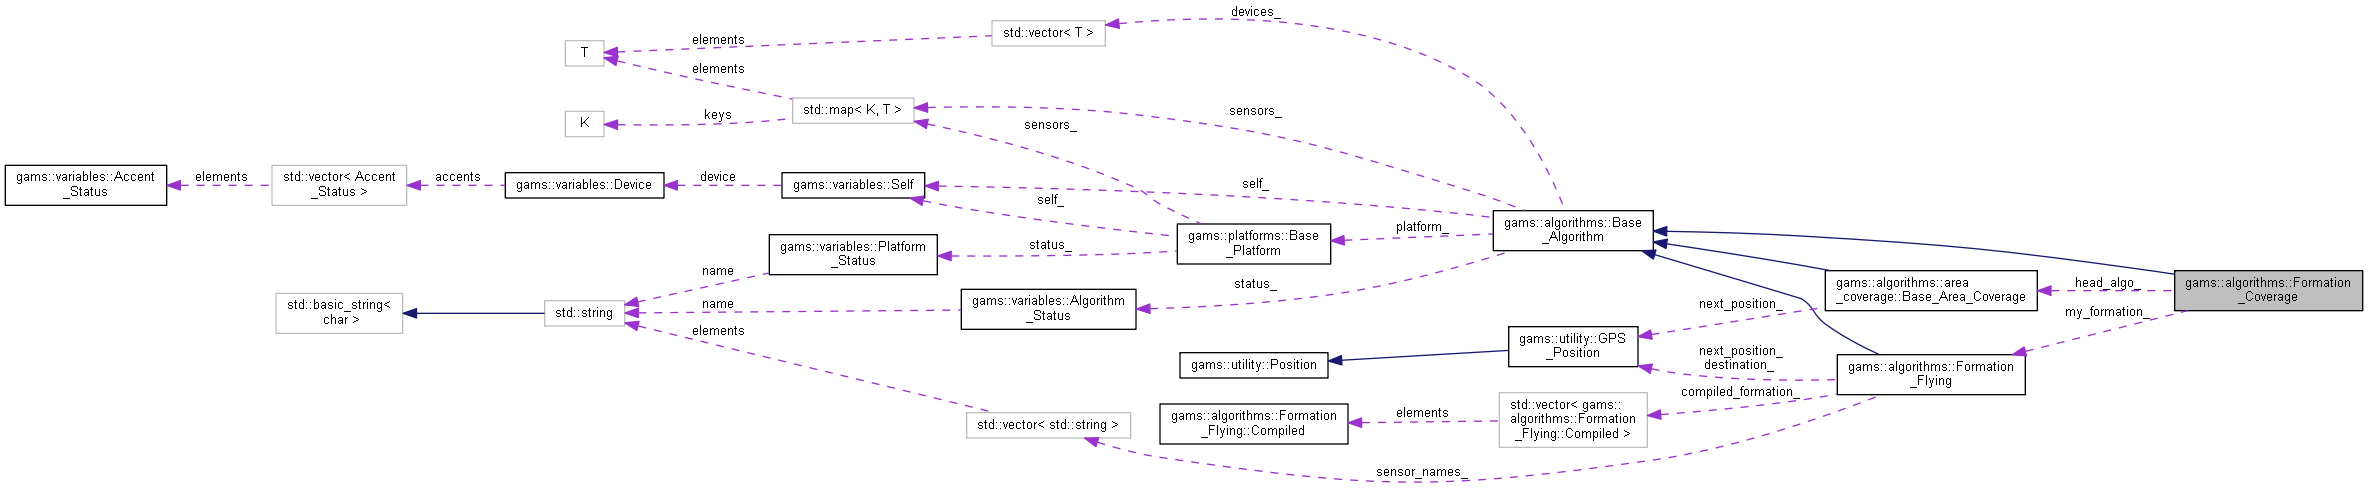 devices_
std::vector< T >
elements
T
elements
std::map< K, T >
sensors_
keys
K
sensors_
gams::variables::Accent
_Status
elements
std::vector< Accent
_Status >
accents
gams::variables::Device
device
gams::variables::Self
self_
self_
gams::algorithms::Base
_Algorithm
platform_
gams::platforms::Base
_Platform
status_
gams::variables::Platform
_Status
name
name
std::basic_string<
char >
std::string
elements
gams::variables::Algorithm
_Status
status_
gams::algorithms::area
_coverage::Base_Area_Coverage
head_algo_
gams::algorithms::Formation
_Coverage
my_formation_
next_position_
gams::utility::GPS
_Position
gams::utility::Position
next_position_
destination_
gams::algorithms::Formation
_Flying
compiled_formation_
std::vector< gams::
algorithms::Formation
_Flying::Compiled >
elements
gams::algorithms::Formation
_Flying::Compiled
std::vector< std::string >
sensor_names_